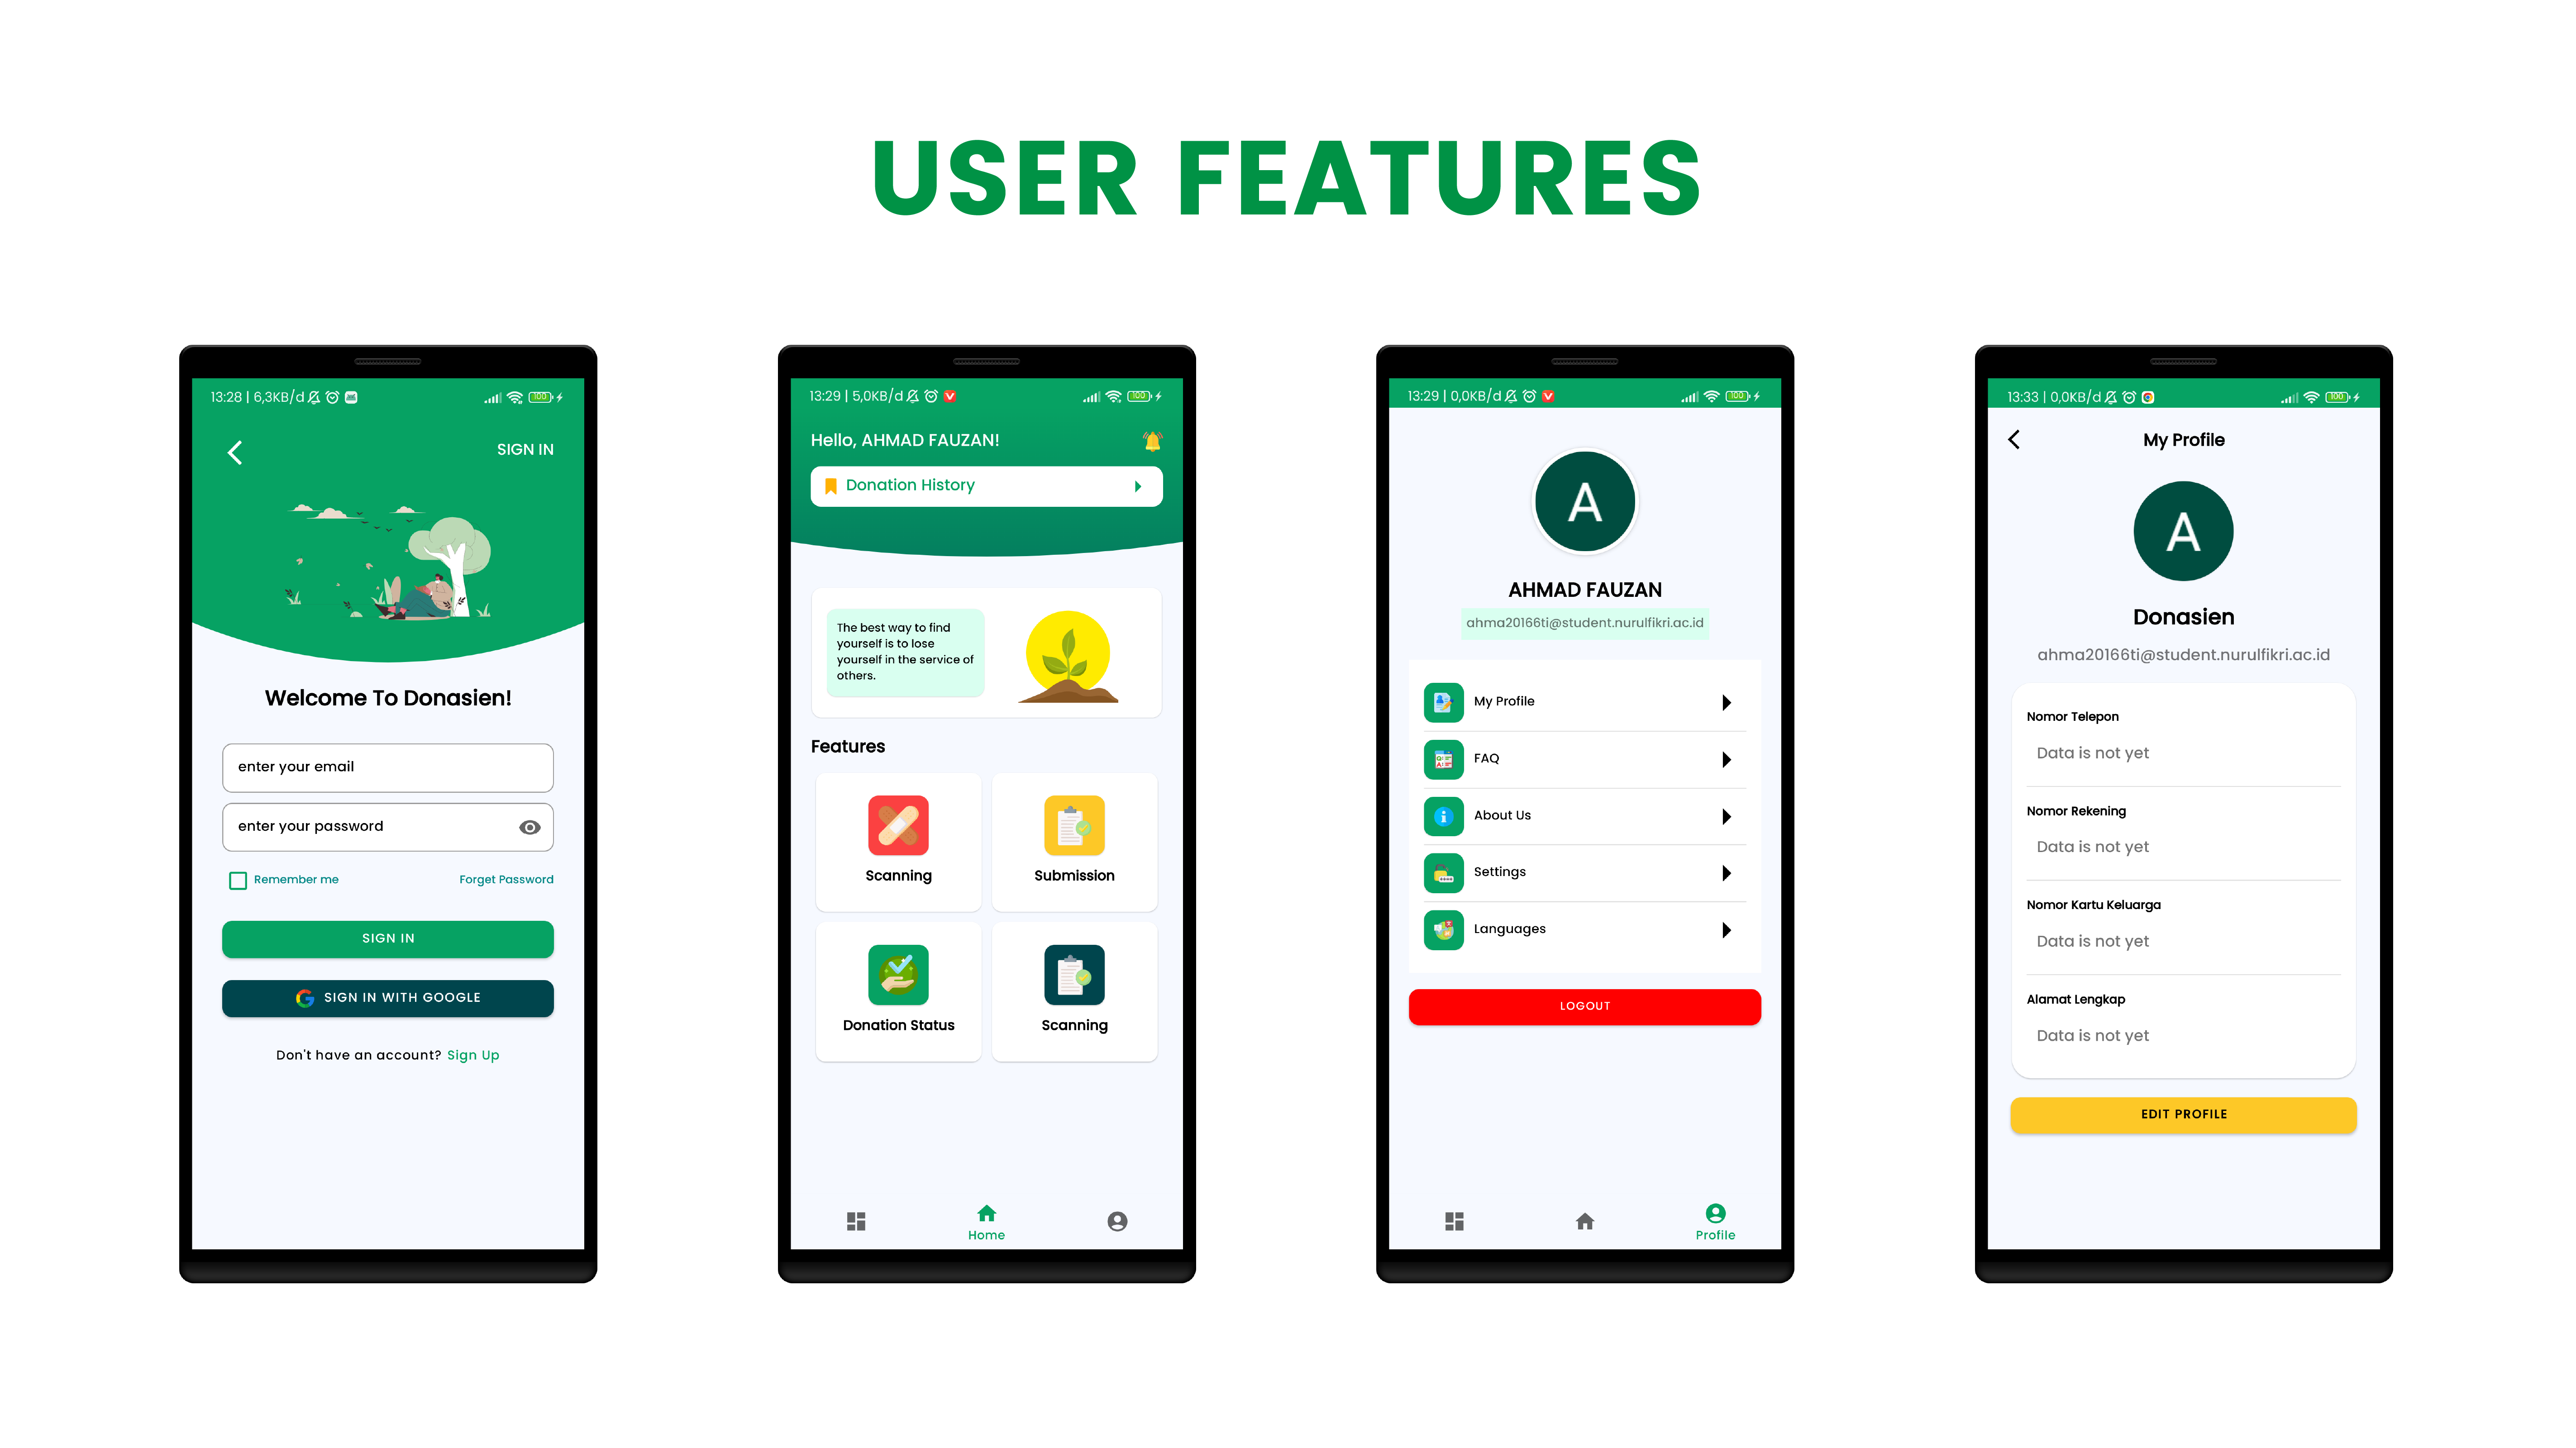 USER FEATURES
13:28 | 6,3KB/d
100
SIGN IN
Welcome To Donasien!
enter your email
enter your password
Remember me
Forget Password
SIGN IN
SIGN IN WITH GOOGLE
Don't have an account? Sign Up
13:29 | 5,0KB/d
100
Hello, AHMAD FAUZAN!
Donation History
The best way to find
yourself is to lose
yourself in the service of
others.
Features
Scanning
Submission
Donation Status
Scanning
Home
13:29 | 0,0KB/d
100
A
AHMAD FAUZAN
ahma20166ti@student.nurulfikri.ac.id
My Profile
FAQ
About Us
Settings
Languages
LOGOUT
Profile
13:33 | 0,0KB/d
100
My Profile
A
Donasien
ahma20166ti@student.nurulfikri.ac.id
Nomor Telepon
Data is not yet
Nomor Rekening
Data is not yet
Nomor Kartu Keluarga
Data is not yet
Alamat Lengkap
Data is not yet
EDIT PROFILE